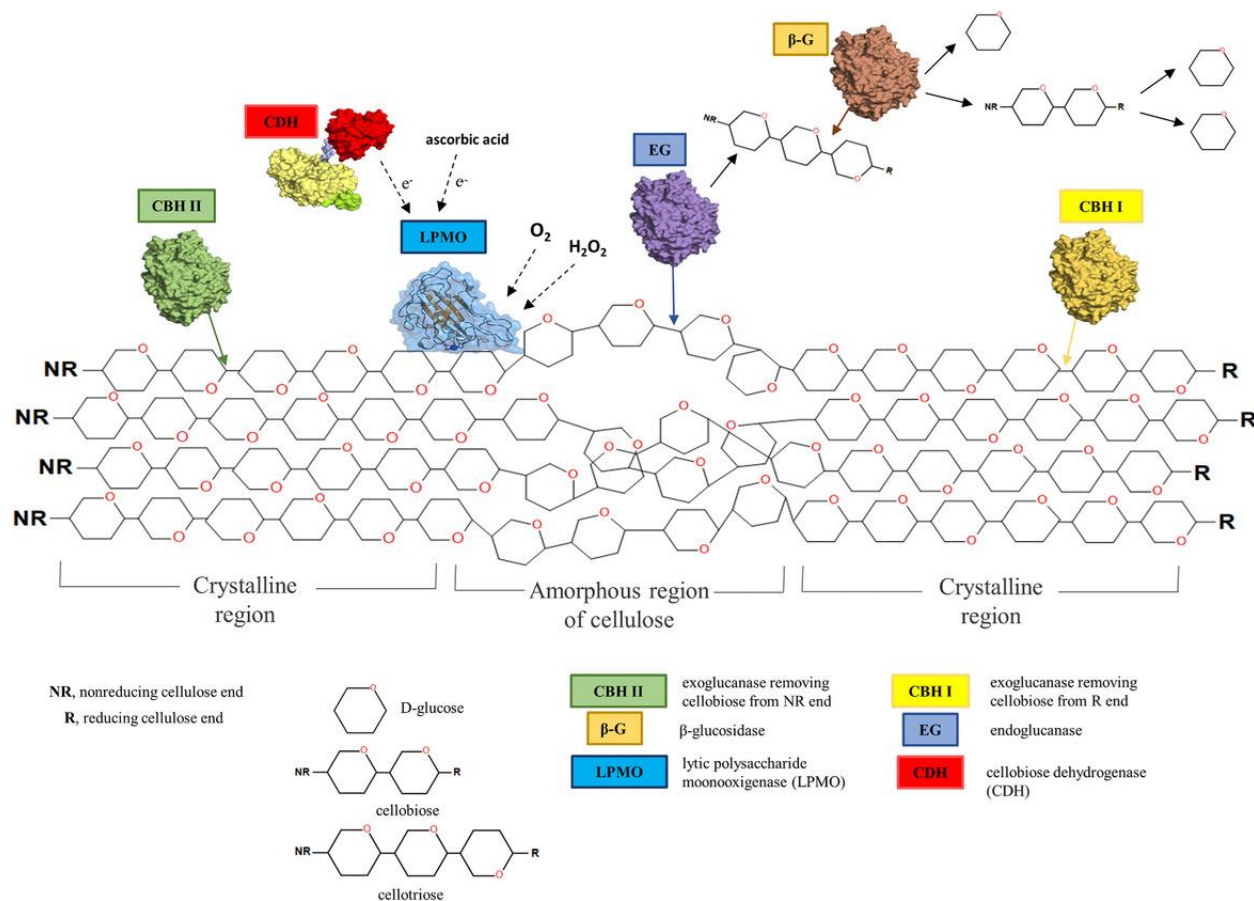 β-G
CDH
ascorbic acid
e-
e-
NR
R
NR
R
EG
CBH II
LPMO
O2
H2O2
CBH I
NR
R
NR
R
NR
R
NR
R
Crystalline
region
Amorphous region
of cellulose
Crystalline
region
NR, nonreducing cellulose end
R, reducing cellulose end
D-glucose
NR
R
cellobiose
NR
R
cellotriose
CBH II
exoglucanase removing
cellobiose from NR end
β-G
β-glucosidase
LPMO
lytic polysaccharide
moonooxigenase (LPMO)
CBH I
exoglucanase removing
cellobiose from R end
EG
endoglucanase
CDH
cellobiose dehydrogenase
(CDH)